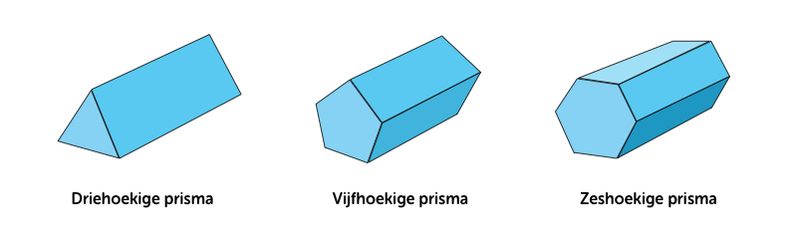 Driehoekige prisma
Vijfhoekige prisma
Zeshoekige prisma